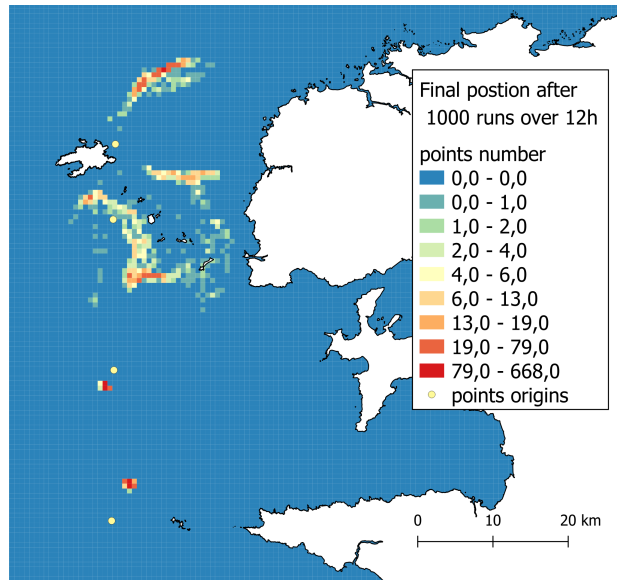 Final postion after
1000 runs over 12h
points number
0,0 - 0,0
0,0 - 1,0
1,0 - 2,0
2,0 - 4,0
4,0 - 6,0
6,0 - 13,0
13,0 - 19,0
19,0 - 79,0
79,0 - 668,0
points origins
0 10 20 km